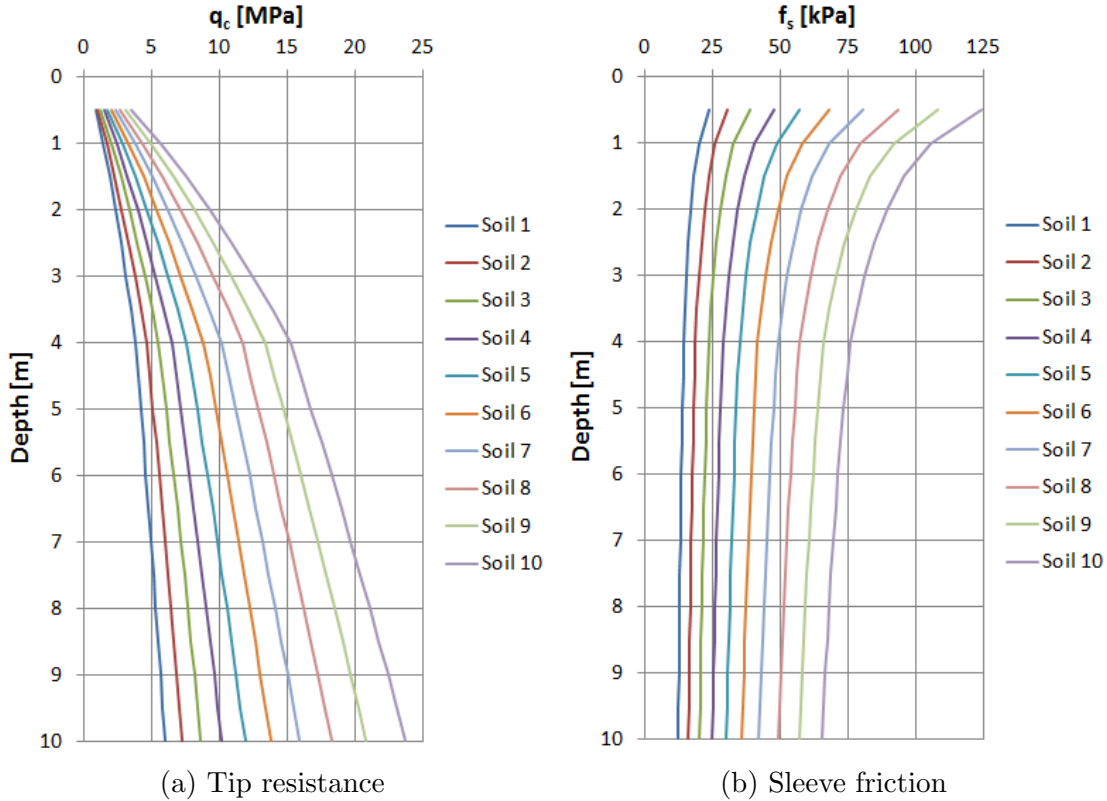 q_c [MPa]
0 5 10 15 20 25
0
1
2
3
4
5
6
7
8
9
10
Depth [m]
Soil 1
Soil 2
Soil 3
Soil 4
Soil 5
Soil 6
Soil 7
Soil 8
Soil 9
Soil 10
(a) Tip resistance
f_s [kPa]
0 25 50 75 100 125
0
1
2
3
4
5
6
7
8
9
10
Depth [m]
Soil 1
Soil 2
Soil 3
Soil 4
Soil 5
Soil 6
Soil 7
Soil 8
Soil 9
Soil 10
(b) Sleeve friction